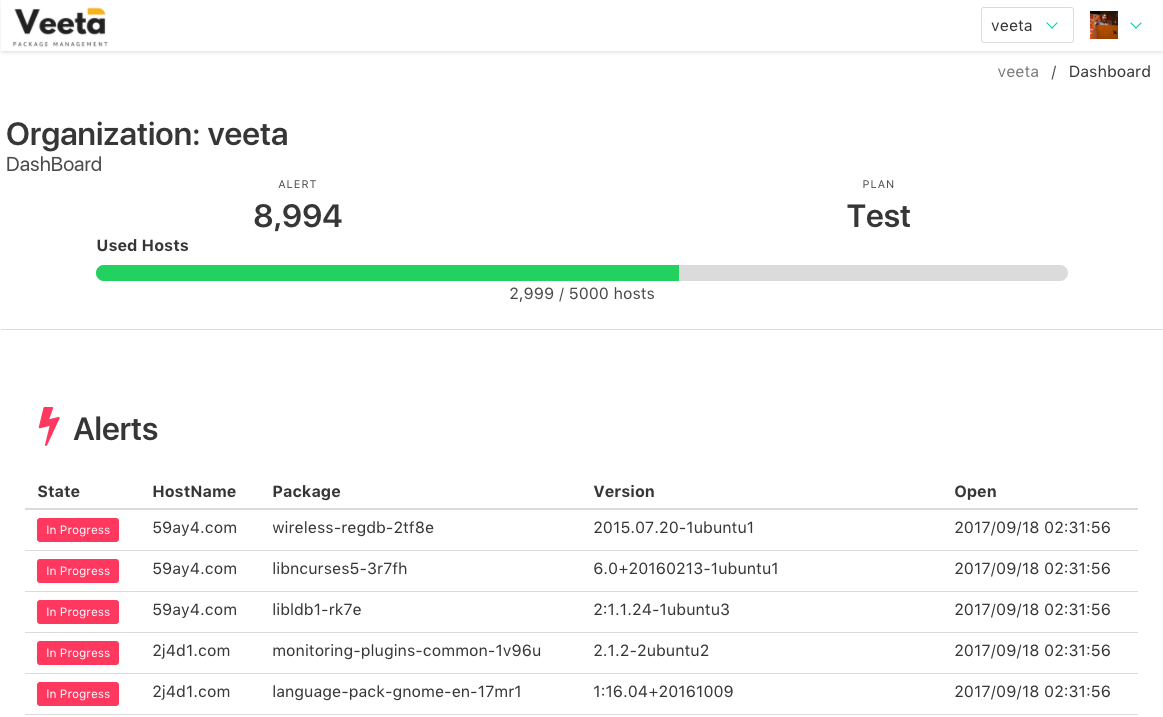 Veeta
PACKAGE MANAGEMENT
veeta
veeta / Dashboard
Organization: veeta
DashBoard
ALERT
8,994
PLAN
Test
Used Hosts
2,999 / 5000 hosts
Alerts
State HostName Package Version Open
In Progress 59ay4.com wireless-regdb-2tf8e 2015.07.20-1ubuntu1 2017/09/18 02:31:56
In Progress 59ay4.com libncurses5-3r7fh 6.0+20160213-1ubuntu1 2017/09/18 02:31:56
In Progress 59ay4.com libldb1-rk7e 2:1.1.24-1ubuntu3 2017/09/18 02:31:56
In Progress 2j4d1.com monitoring-plugins-common-1v96u 2.1.2-2ubuntu2 2017/09/18 02:31:56
In Progress 2j4d1.com language-pack-gnome-en-17mr1 1:16.04+20161009 2017/09/18 02:31:56